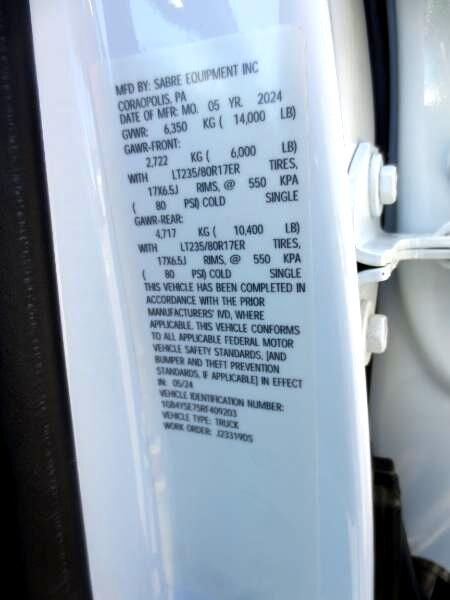 MFD BY: SABRE EQUIPMENT INC
CORAOPOLIS, PA
DATE OF MFR: MO. 05 YR. 2024
GVWR: 6,350 KG ( 14,000 LB)
GAWR-FRONT:
2,722 KG ( 6,000 LB)
WITH LT235/80R17ER TIRES,
17X6.5J RIMS, @ 550 KPA
( 80 PSI) COLD SINGLE
GAWR-REAR:
4,717 KG ( 10,400 LB)
WITH LT235/80R17ER TIRES,
17X6.5J RIMS, @ 550 KPA
( 80 PSI) COLD SINGLE
THIS VEHICLE HAS BEEN COMPLETED IN
ACCORDANCE WITH THE PRIOR
MANUFACTURERS' IVD, WHERE
APPLICABLE. THIS VEHICLE CONFORMS
TO ALL APPLICABLE FEDERAL MOTOR
VEHICLE SAFETY STANDARDS, [AND
BUMPER AND THEFT PREVENTION
STANDARDS, IF APPLICABLE] IN EFFECT
IN: 05/24
VEHICLE IDENTIFICATION NUMBER:
1GB4YSE75RF409203
VEHICLE TYPE: TRUCK
WORK ORDER: J23319DS